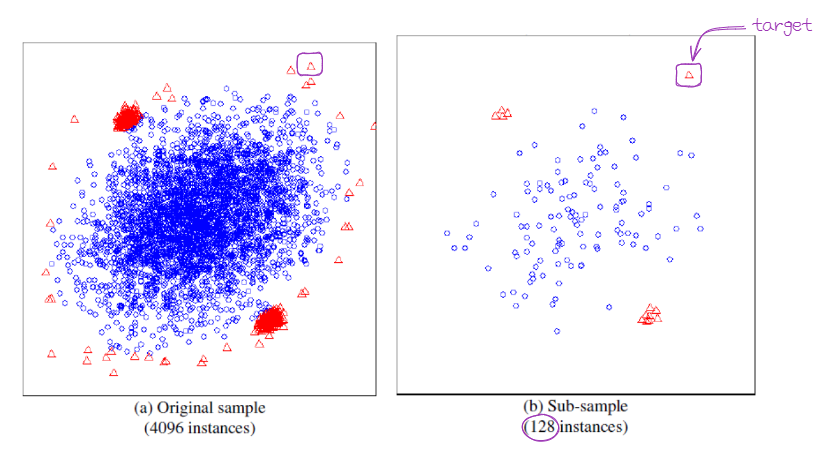 target
(a) Original sample
(4096 instances)
(b) Sub-sample
(128 instances)